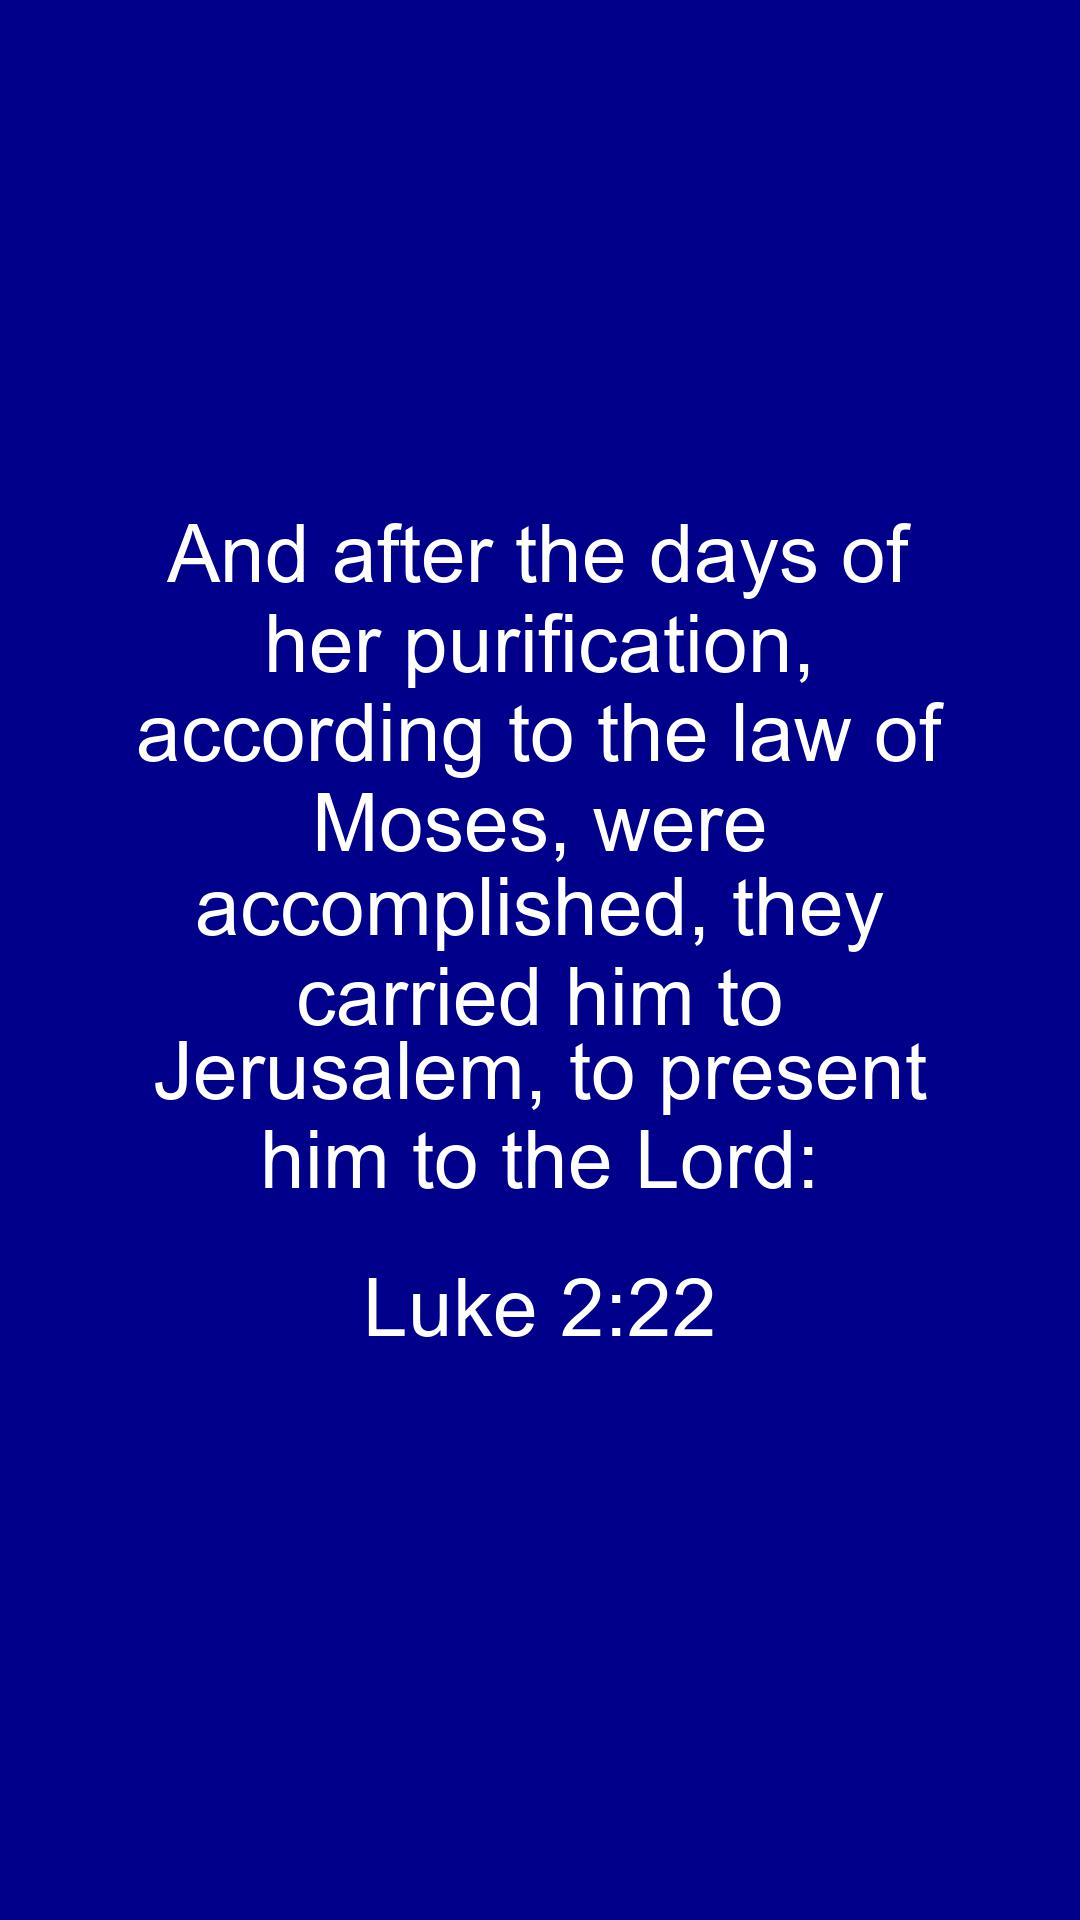 And after the days of
her purification,
according to the law of
Moses, were
accomplished, they
carried him to
Jerusalem, to present
him to the Lord:
Luke 2:22